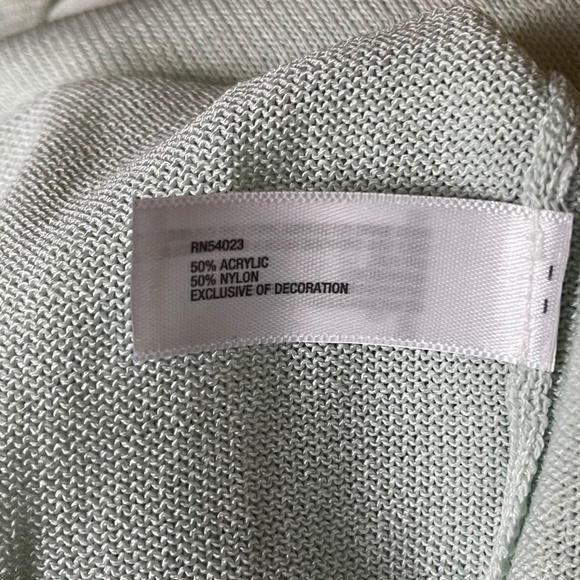 RN54023
50% ACRYLIC
50% NYLON
EXCLUSIVE OF DECORATION